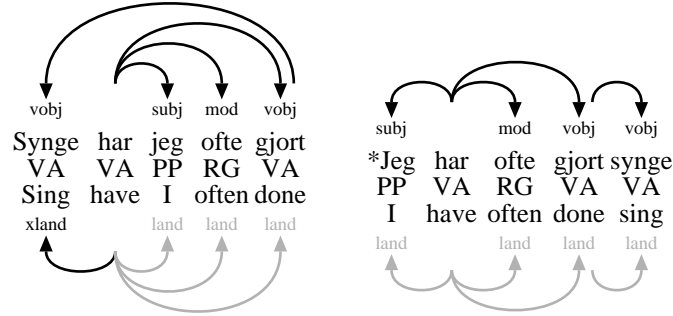 vobj subj mod vobj
Synge har jeg ofte gjort
VA VA PP RG VA
Sing have I often done
xland land land land
subj mod vobj vobj
*Jeg har ofte gjort synge
PP VA RG VA VA
I have often done sing
land land land land